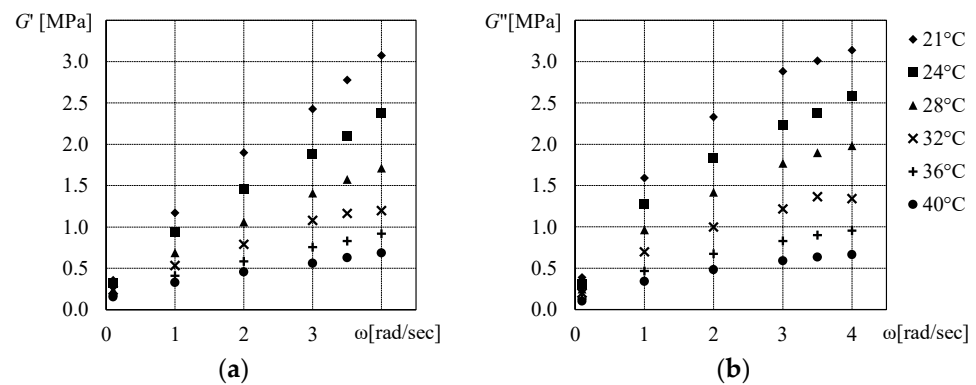 G' [MPa]
3.0
2.5
2.0
1.5
1.0
0.5
0.0
0 1 2 3 ω[rad/sec]
(a)
G" [MPa]
3.0
2.5
2.0
1.5
1.0
0.5
0.0
0 1 2 3 4 ω[rad/sec]
(b)
21°C
24°C
28°C
32°C
36°C
40°C